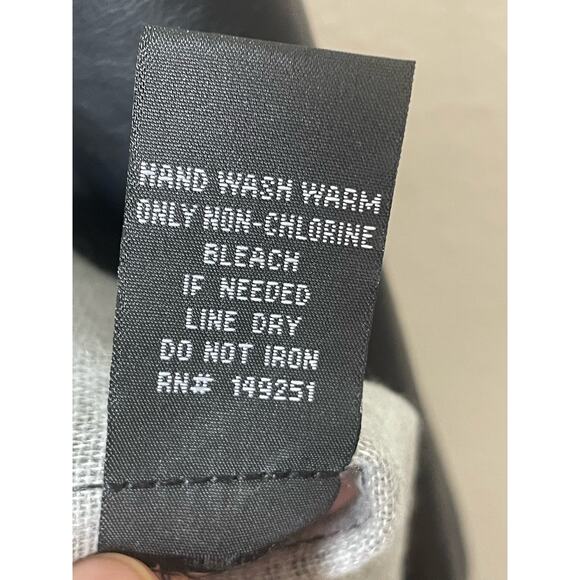 HAND WASH WARM
ONLY NON-CHLORINE
BLEACH
IF NEEDED
LINE DRY
DO NOT IRON
RN# 149251